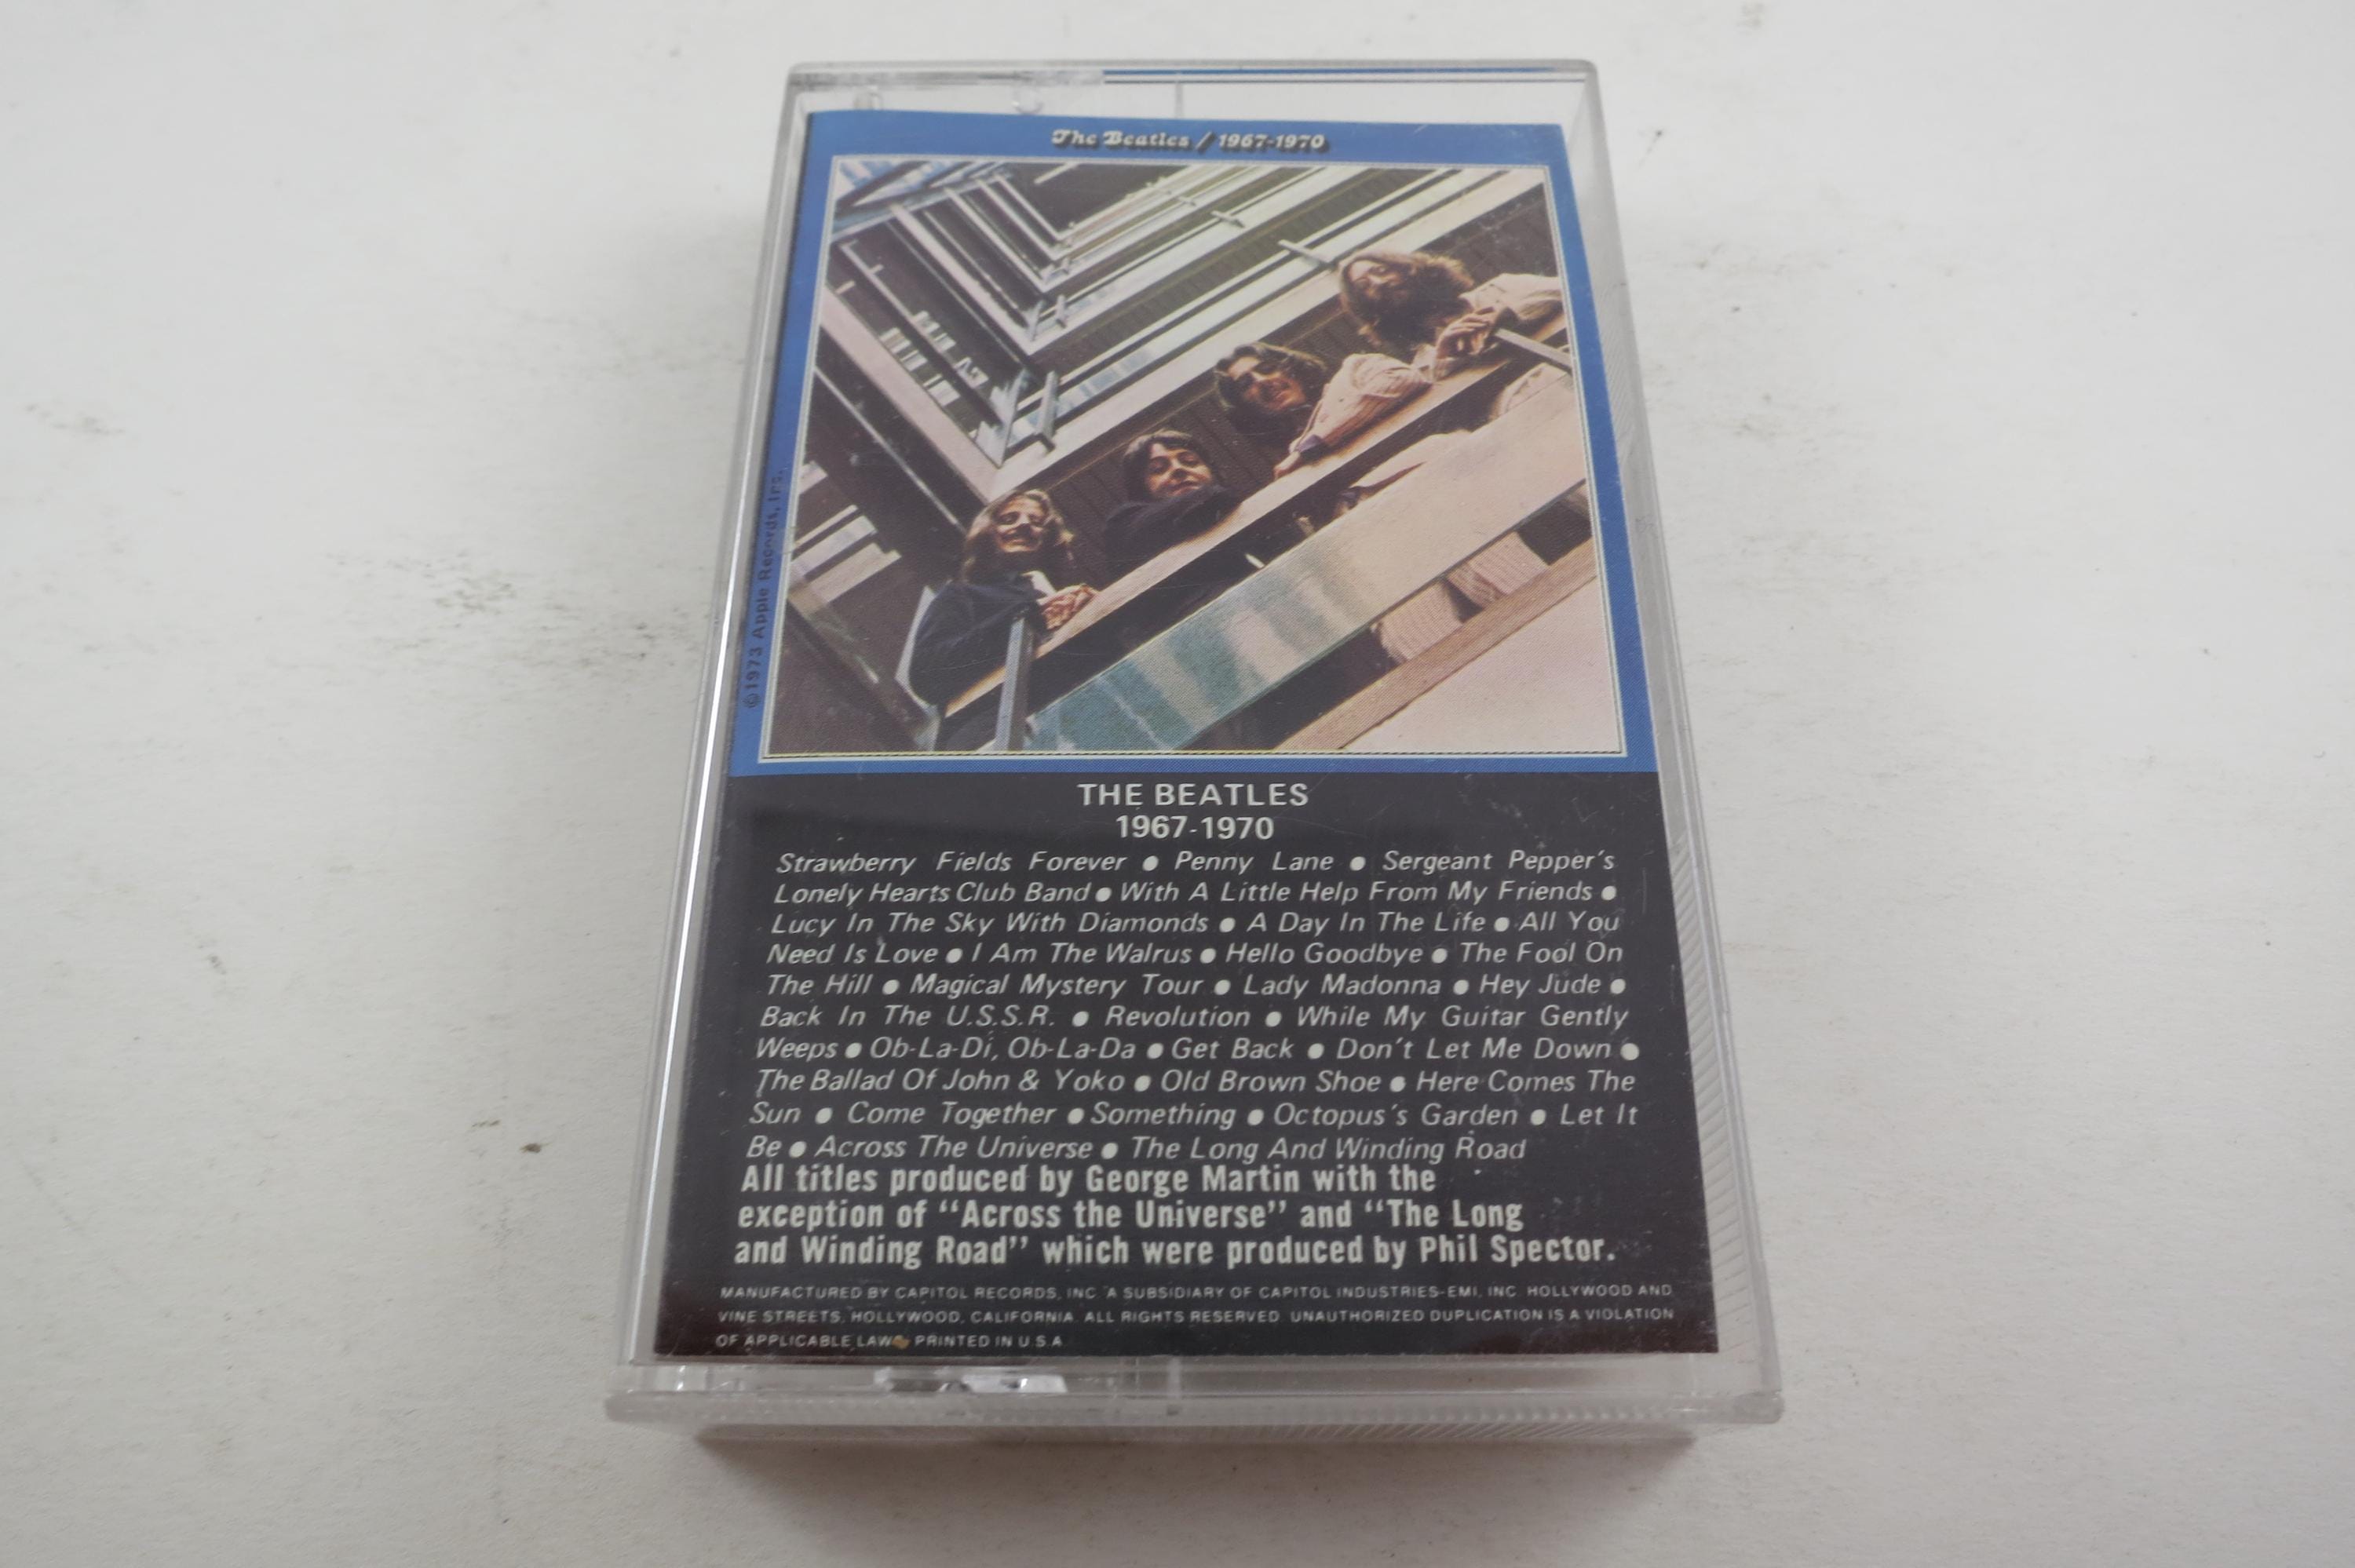 The Beatles / 1967-1970
©1973 Apple Records, Inc.
THE BEATLES
1967-1970
Strawberry Fields Forever ● Penny Lane ● Sergeant Pepper's
Lonely Hearts Club Band ● With A Little Help From My Friends ●
Lucy In The Sky With Diamonds ● A Day In The Life ● All You
Need Is Love ● I Am The Walrus ● Hello Goodbye ● The Fool On
The Hill ● Magical Mystery Tour ● Lady Madonna ● Hey Jude ●
Back In The U.S.S.R. ● Revolution ● While My Guitar Gently
Weeps ● Ob-La-Di, Ob-La-Da ● Get Back ● Don't Let Me Down ●
The Ballad Of John & Yoko ● Old Brown Shoe ● Here Comes The
Sun ● Come Together ● Something ● Octopus's Garden ● Let It
Be ● Across The Universe ● The Long And Winding Road
All titles produced by George Martin with the
exception of "Across the Universe" and "The Long
and Winding Road" which were produced by Phil Spector.
MANUFACTURED BY CAPITOL RECORDS, INC. A SUBSIDIARY OF CAPITOL INDUSTRIES-EMI, INC. HOLLYWOOD AND
VINE STREETS, HOLLYWOOD, CALIFORNIA. ALL RIGHTS RESERVED. UNAUTHORIZED DUPLICATION IS A VIOLATION
OF APPLICABLE LAWS. PRINTED IN U.S.A.